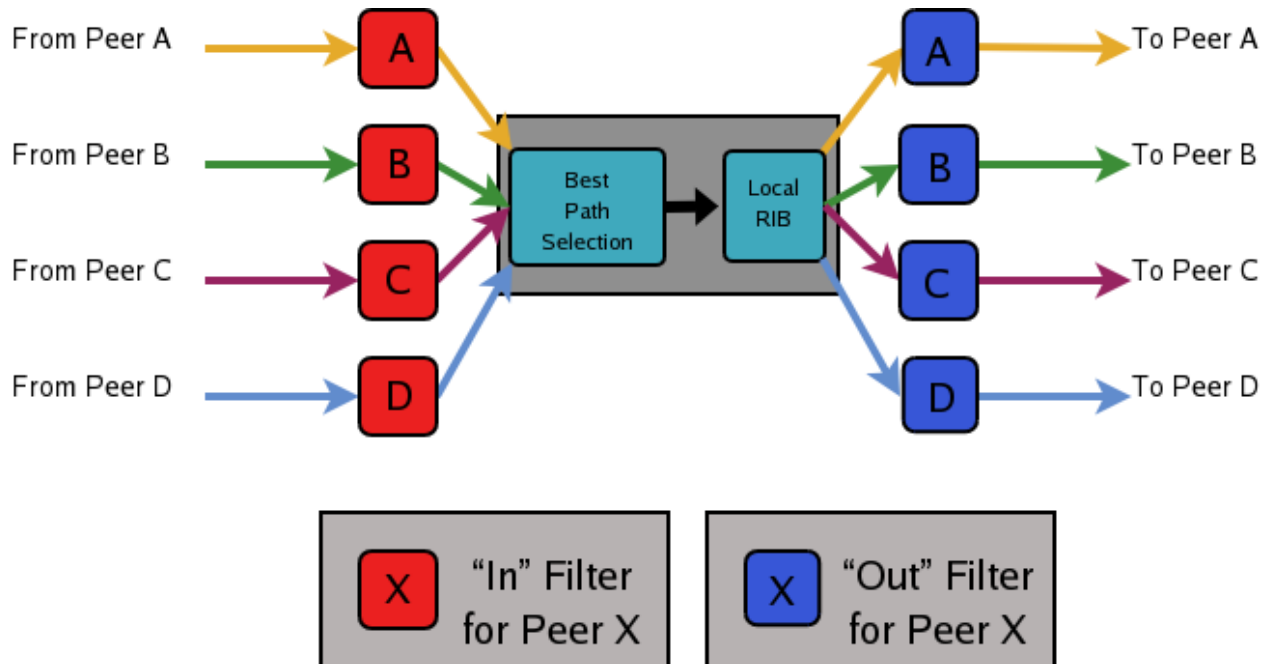 From Peer A
A
A
To Peer A
From Peer B
B
Best
Path
Selection
Local
RIB
B
To Peer B
From Peer C
C
C
To Peer C
From Peer D
D
D
To Peer D
X
“In” Filter
for Peer X
X
“Out” Filter
for Peer X